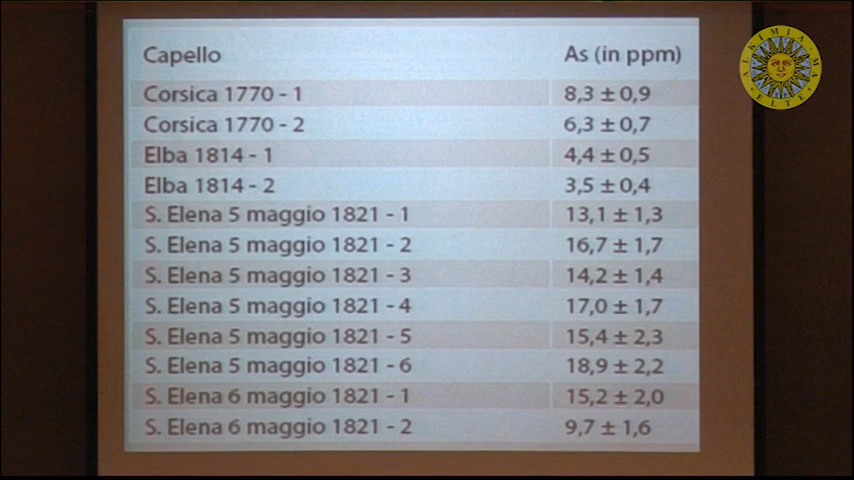 Capello As (in ppm)
Corsica 1770 - 1 8,3 ± 0,9
Corsica 1770 - 2 6,3 ± 0,7
Elba 1814 - 1 4,4 ± 0,5
Elba 1814 - 2 3,5 ± 0,4
S. Elena 5 maggio 1821 - 1 13,1 ± 1,3
S. Elena 5 maggio 1821 - 2 16,7 ± 1,7
S. Elena 5 maggio 1821 - 3 14,2 ± 1,4
S. Elena 5 maggio 1821 - 4 17,0 ± 1,7
S. Elena 5 maggio 1821 - 5 15,4 ± 2,3
S. Elena 5 maggio 1821 - 6 18,9 ± 2,2
S. Elena 6 maggio 1821 - 1 15,2 ± 2,0
S. Elena 6 maggio 1821 - 2 9,7 ± 1,6
ALKÍMIA MA
ELTE